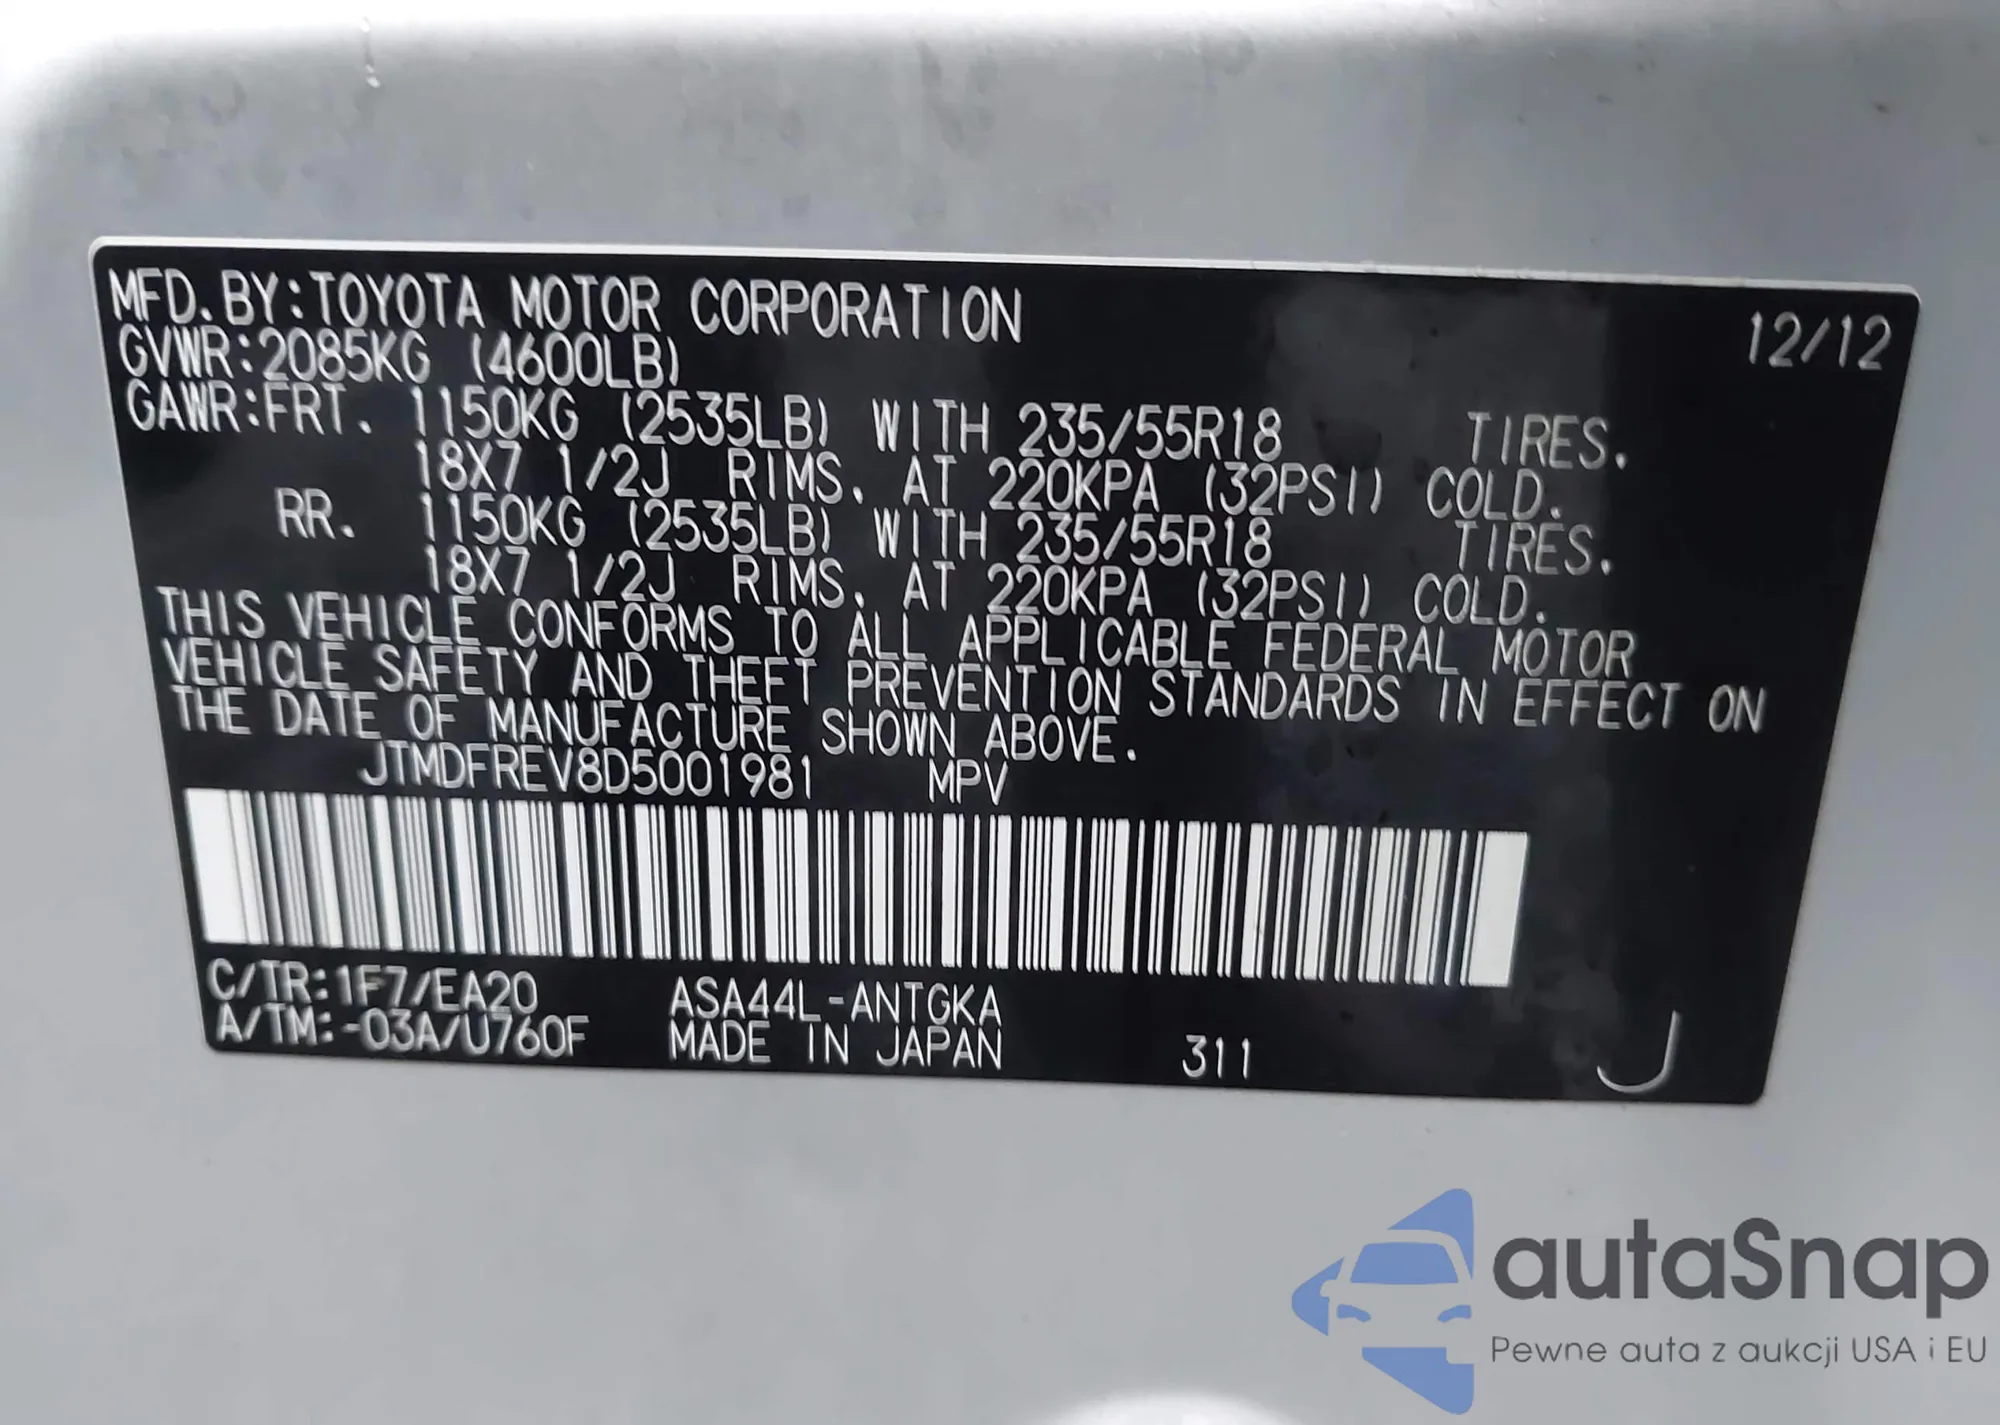 MFD. BY: TOYOTA MOTOR CORPORATION 12/12
GVWR: 2085KG (4600LB)
GAWR: FRT. 1150KG (2535LB) WITH 235/55R18 TIRES.
18X7 1/2J RIMS. AT 220KPA (32PSI) COLD.
RR. 1150KG (2535LB) WITH 235/55R18 TIRES.
18X7 1/2J RIMS. AT 220KPA (32PSI) COLD.
THIS VEHICLE CONFORMS TO ALL APPLICABLE FEDERAL MOTOR
VEHICLE SAFETY AND THEFT PREVENTION STANDARDS IN EFFECT ON
THE DATE OF MANUFACTURE SHOWN ABOVE.
JTMDFREV8D5001981 MPV
C/TR: 1F7/EA20 ASA44L-ANTGKA
A/TM: -03A/U760F MADE IN JAPAN 311 J
autaSnap
Pewne auta z aukcji USA i EU